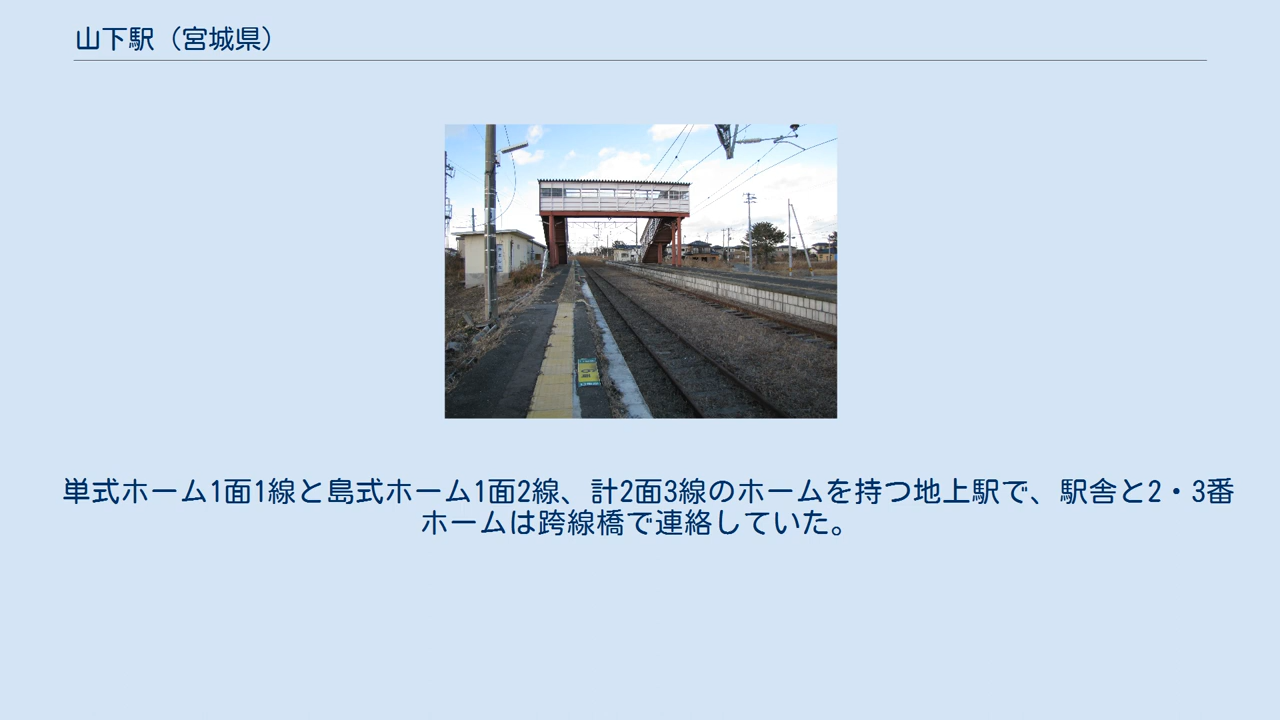 山下駅（宮城県）
単式ホーム1面1線と島式ホーム1面2線、計2面3線のホームを持つ地上駅で、駅舎と2・3番
ホームは跨線橋で連絡していた。